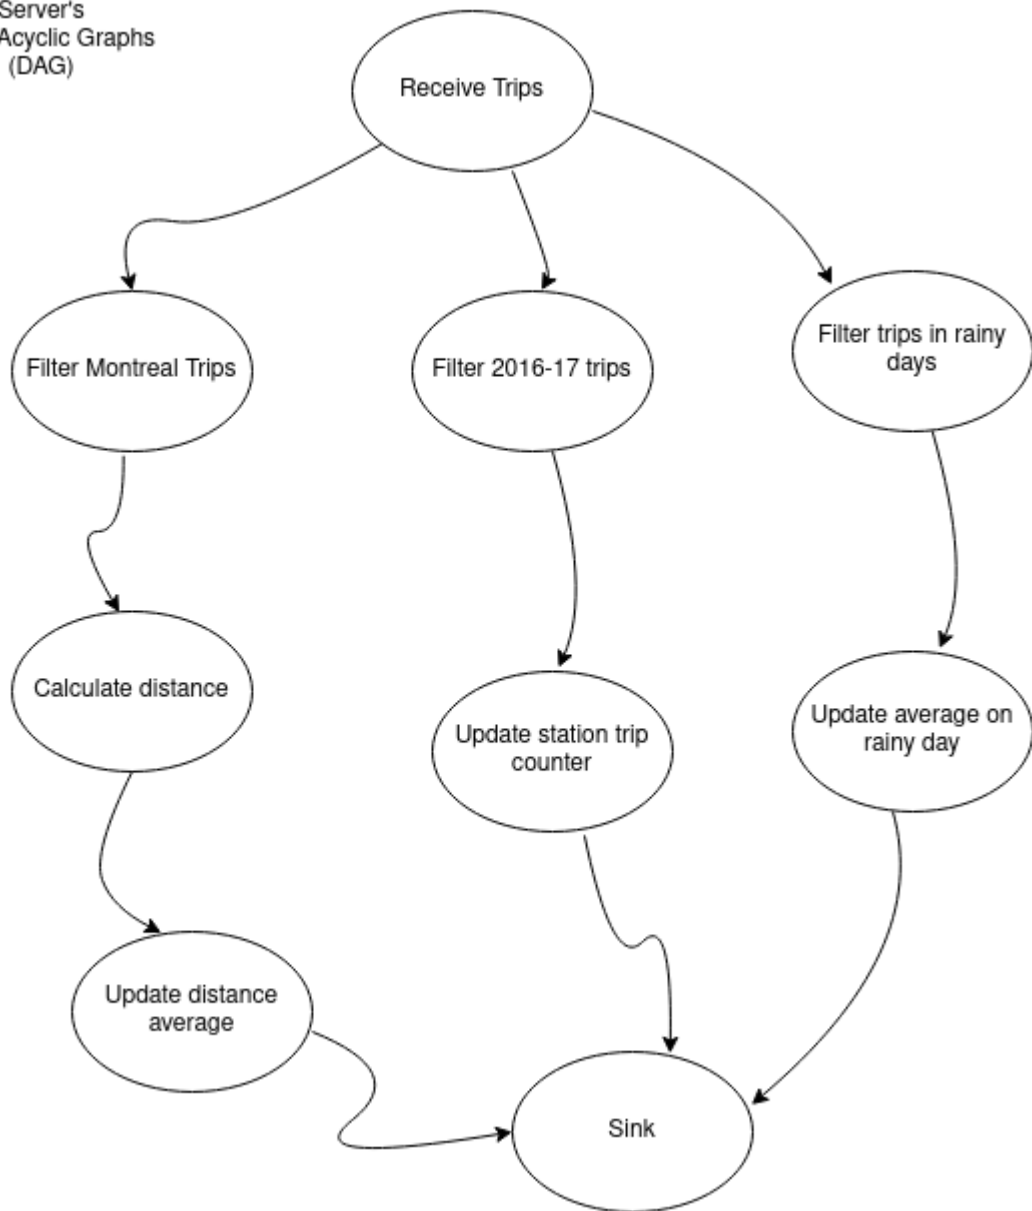 Server's
Acyclic Graphs
(DAG)
Receive Trips
Filter Montreal Trips
Filter 2016-17 trips
Filter trips in rainy
days
Calculate distance
Update station trip
counter
Update average on
rainy day
Update distance
average
Sink